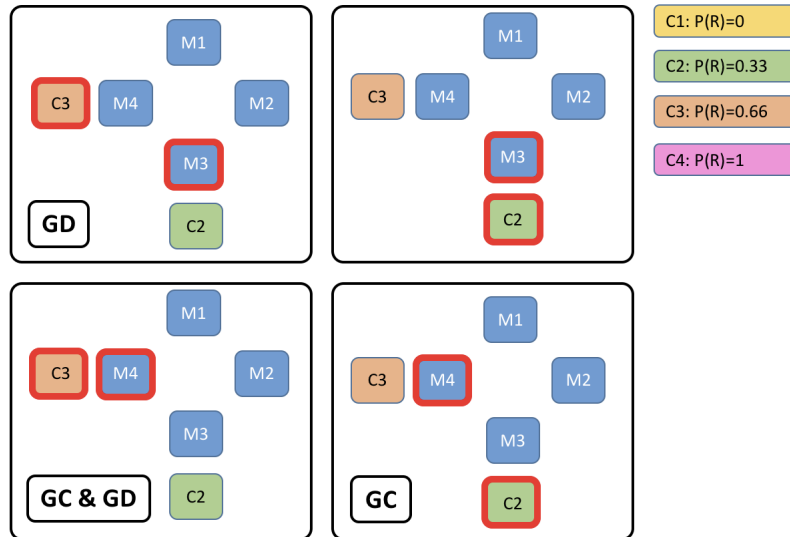 M1
C3 M4 M2
M3
GD C2
M1
C3 M4 M2
M3
C2
C1: P(R)=0
C2: P(R)=0.33
C3: P(R)=0.66
C4: P(R)=1
M1
C3 M4 M2
M3
GC & GD C2
M1
C3 M4 M2
M3
GC C2